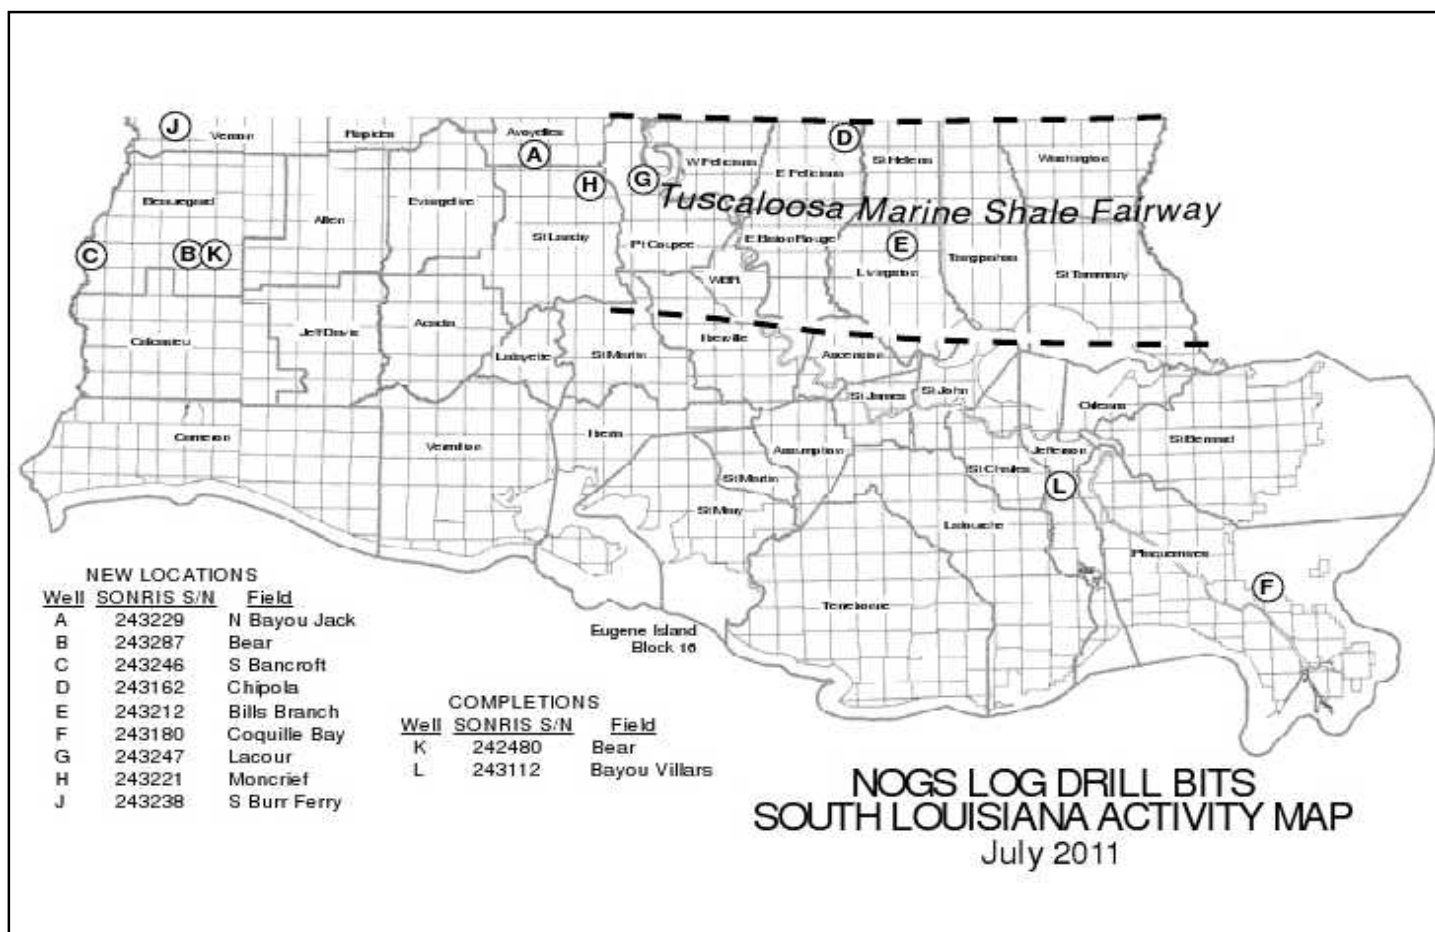 J Vernon Rapides Avoyelles
A D
W Feliciana St Helena Washington
H G E Feliciana
Beauregard Allen Evangeline
Tuscaloosa Marine Shale Fairway
St Landry Pt Coupee E Baton Rouge E
C B K
Livingston Tangipahoa St Tammany
WBR
Calcasieu Jeff Davis Acadia Iberville
Lafayette St Martin Ascension
St James St John Orleans
Cameron Vermilion Iberia Assumption Jefferson St Bernard
St Martin St Charles
L
St Mary Lafourche
Plaquemines
F
Terrebonne
Eugene Island
Block 16
NEW LOCATIONS
Well SONRIS S/N Field
A 243229 N Bayou Jack
B 243287 Bear
C 243246 S Bancroft
D 243162 Chipola
E 243212 Bills Branch
F 243180 Coquille Bay
G 243247 Lacour
H 243221 Moncrief
J 243238 S Burr Ferry
COMPLETIONS
Well SONRIS S/N Field
K 242480 Bear
L 243112 Bayou Villars
NOGS LOG DRILL BITS
SOUTH LOUISIANA ACTIVITY MAP
July 2011